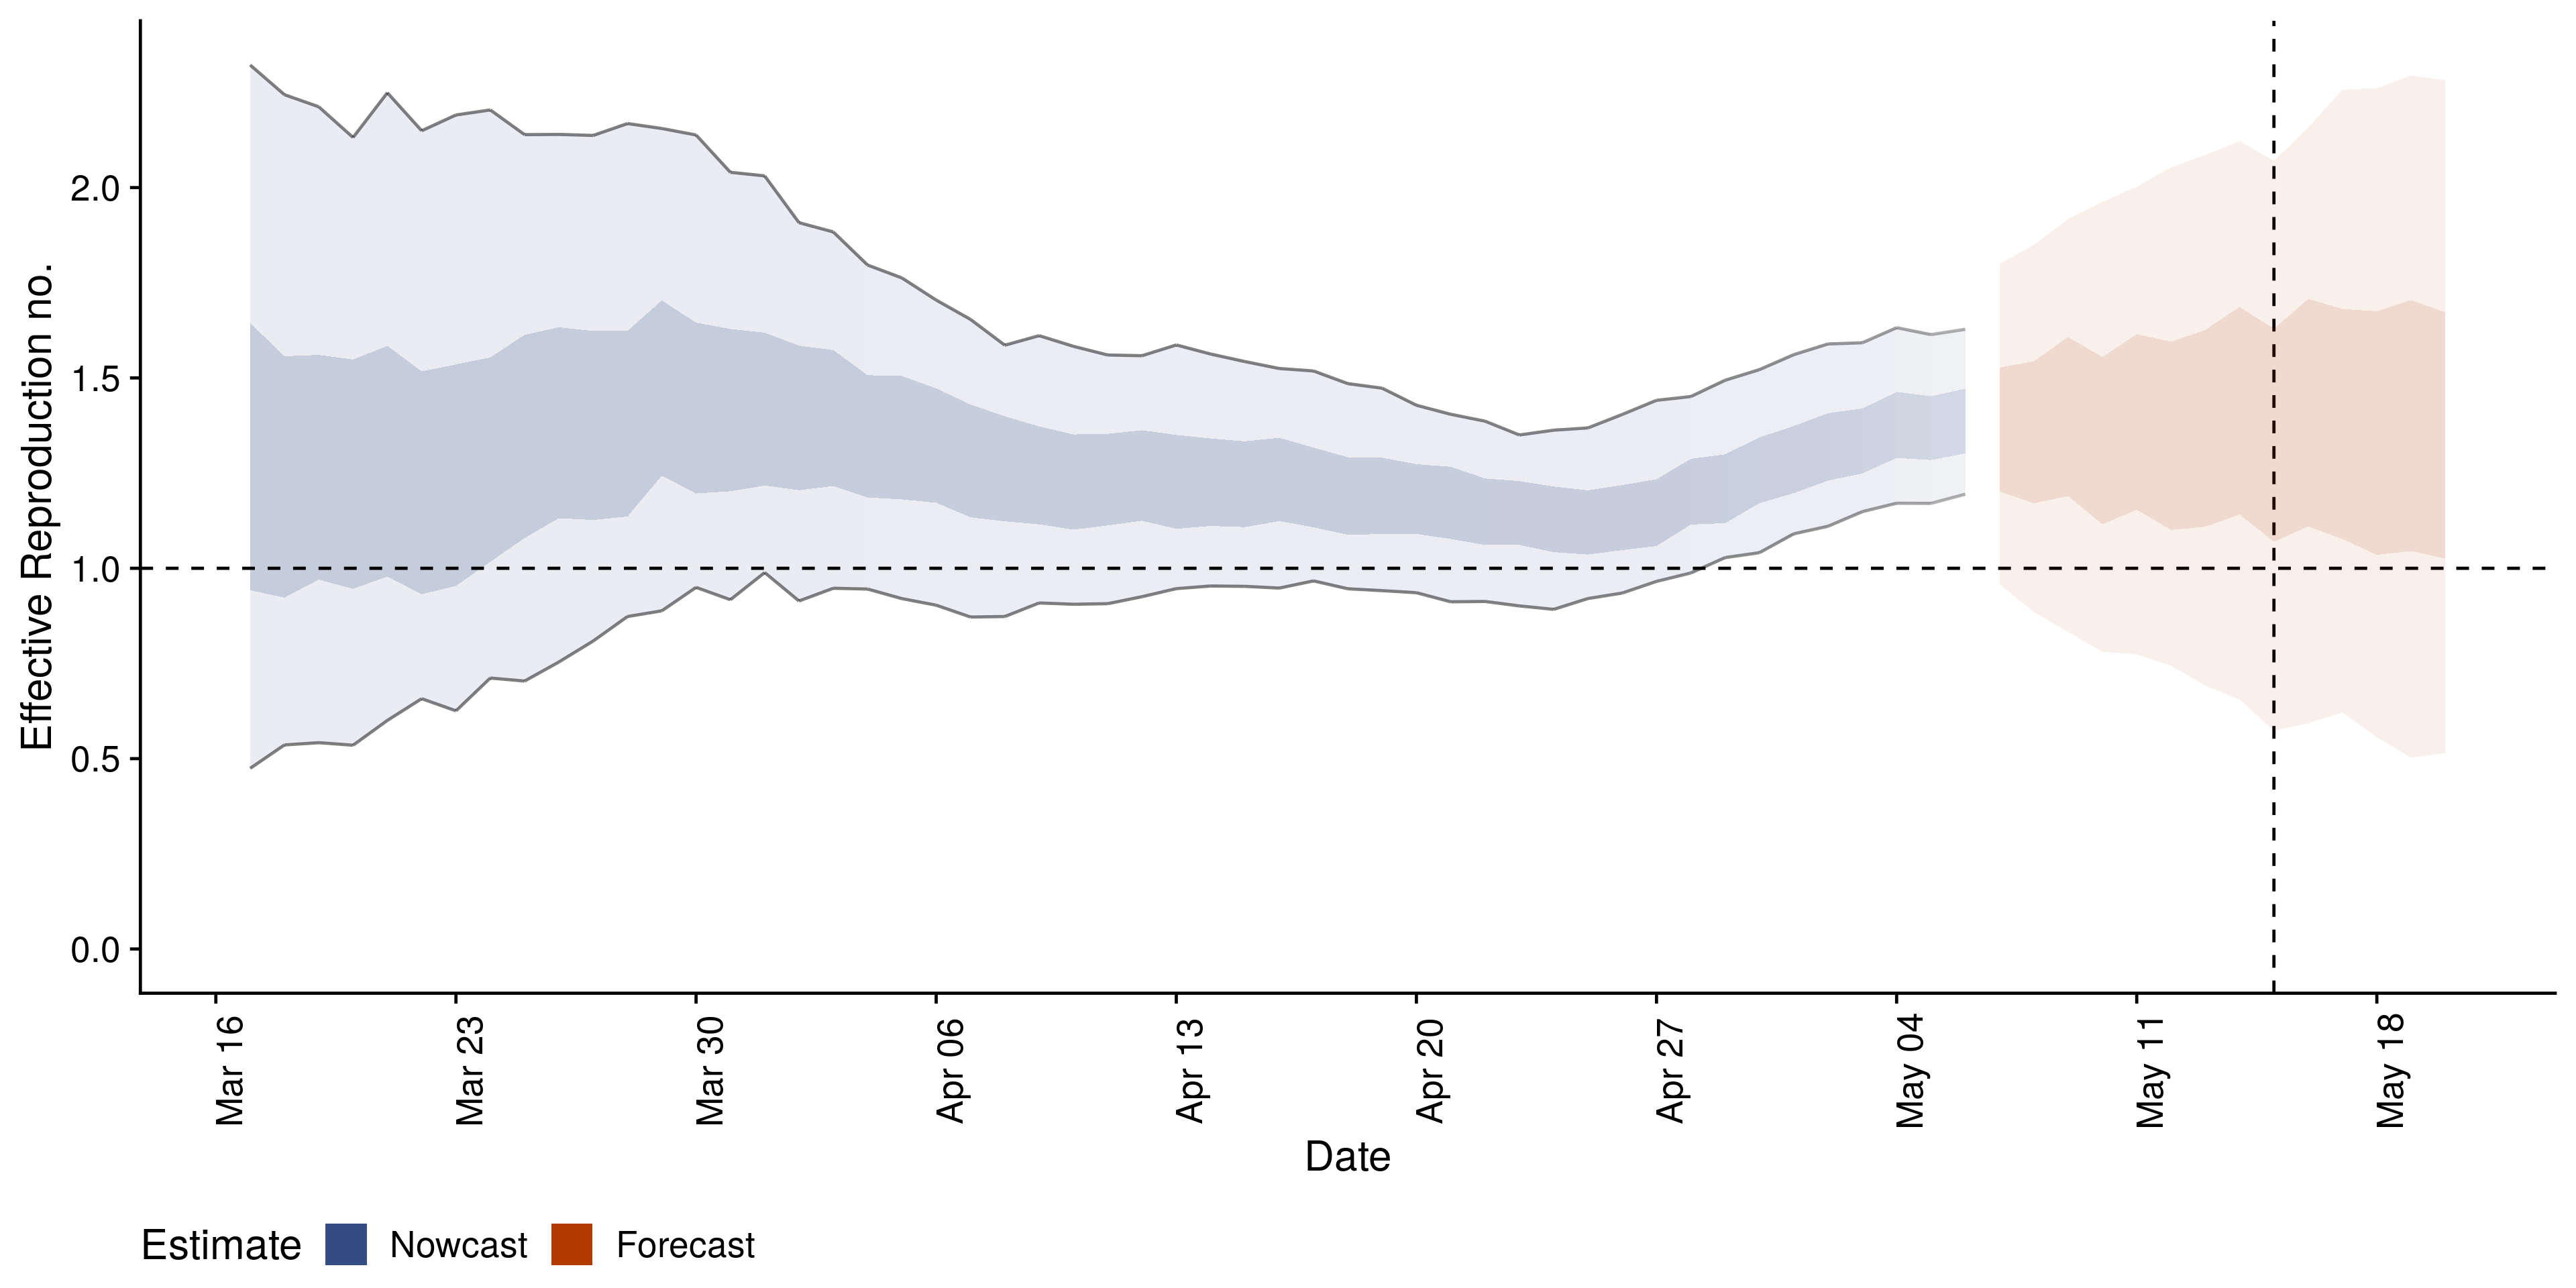 Effective Reproduction no.
2.0
1.5
1.0
0.5
0.0
Mar 16
Mar 23
Mar 30
Apr 06
Apr 13
Apr 20
Apr 27
May 04
May 11
May 18
Date
Estimate Nowcast Forecast